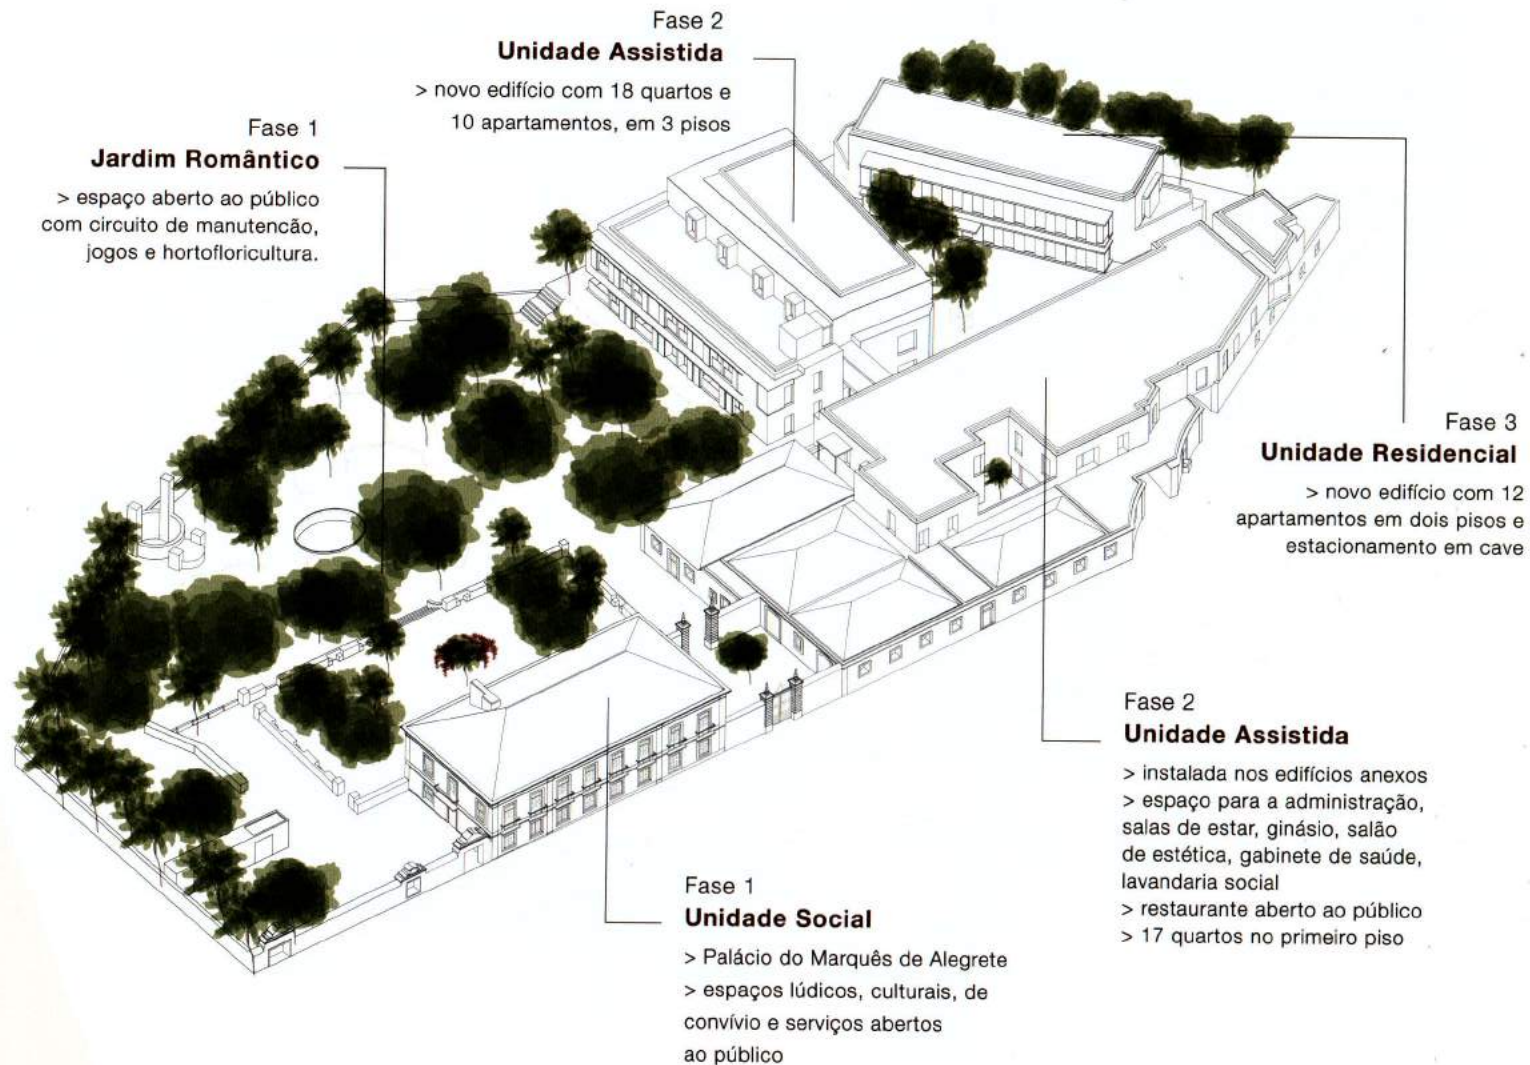 Fase 2
Unidade Assistida
> novo edifício com 18 quartos e
10 apartamentos, em 3 pisos
Fase 1
Jardim Romântico
> espaço aberto ao público
com circuito de manutencão,
jogos e hortofloricultura.
Fase 3
Unidade Residencial
> novo edifício com 12
apartamentos em dois pisos e
estacionamento em cave
Fase 2
Unidade Assistida
> instalada nos edifícios anexos
> espaço para a administração,
salas de estar, ginásio, salão
de estética, gabinete de saúde,
lavandaria social
> restaurante aberto ao público
> 17 quartos no primeiro piso
Fase 1
Unidade Social
> Palácio do Marquês de Alegrete
> espaços lúdicos, culturais, de
convívio e serviços abertos
ao público